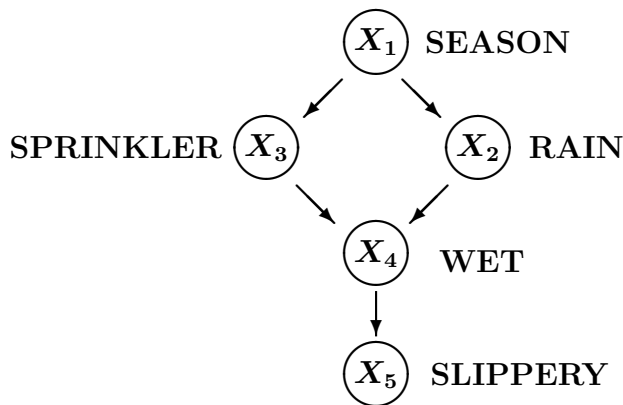 X₁ SEASON
SPRINKLER X₃ X₂ RAIN
X₄ WET
X₅ SLIPPERY